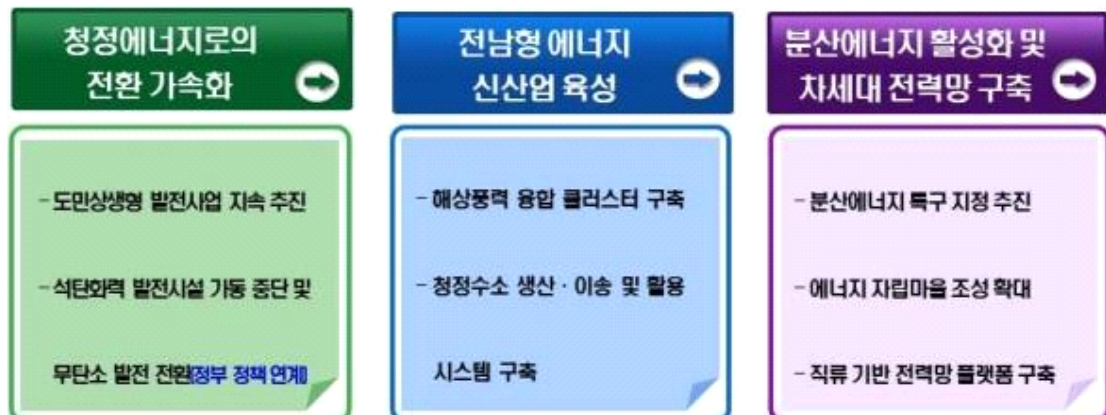 청정에너지로의
전환 가속화
- 도민상생형 발전사업 지속 추진
- 석탄화력 발전시설 가동 중단 및
무탄소 발전 전환(정부 정책 연계)
전남형 에너지
신산업 육성
- 해상풍력 융합 클러스터 구축
- 청정수소 생산 · 이송 및 활용
시스템 구축
분산에너지 활성화 및
차세대 전력망 구축
- 분산에너지 특구 지정 추진
- 에너지 자립마을 조성 확대
- 직류 기반 전력망 플랫폼 구축